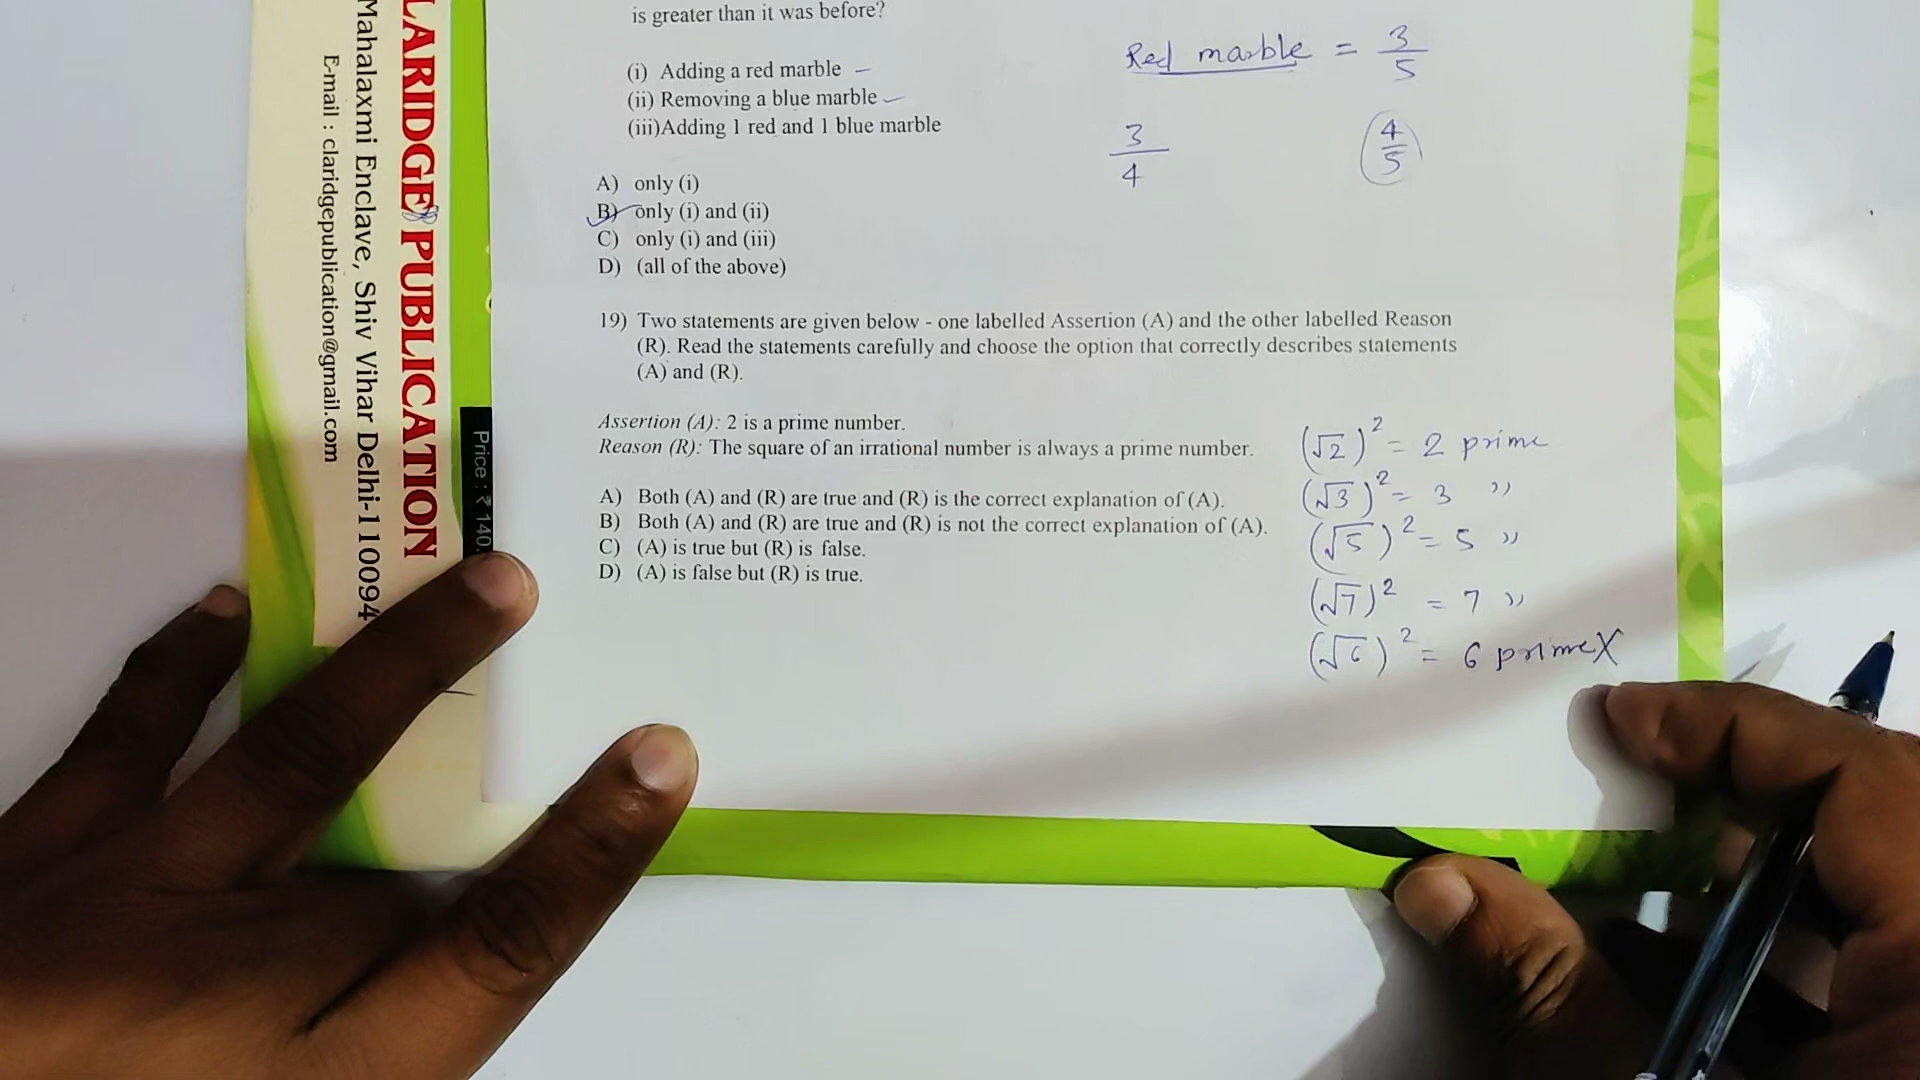 is greater than it was before?
(i) Adding a red marble –
(ii) Removing a blue marble
(iii)Adding 1 red and 1 blue marble
A) only (i)
B) only (i) and (ii)
C) only (i) and (iii)
D) (all of the above)
Red marble = 3/5
3/4
4/5
19) Two statements are given below - one labelled Assertion (A) and the other labelled Reason
(R). Read the statements carefully and choose the option that correctly describes statements
(A) and (R).
Assertion (A): 2 is a prime number.
Reason (R): The square of an irrational number is always a prime number.
A) Both (A) and (R) are true and (R) is the correct explanation of (A).
B) Both (A) and (R) are true and (R) is not the correct explanation of (A).
C) (A) is true but (R) is false.
D) (A) is false but (R) is true.
(√2)² = 2 prime
(√3)² = 3 ,,
(√5)² = 5 ,,
(√7)² = 7 ,,
(√6)² = 6 prime X
LARIDGE PUBLICATION
Mahalaxmi Enclave, Shiv Vihar Delhi-110094
E-mail : claridgepublication@gmail.com
Price : ₹ 140.